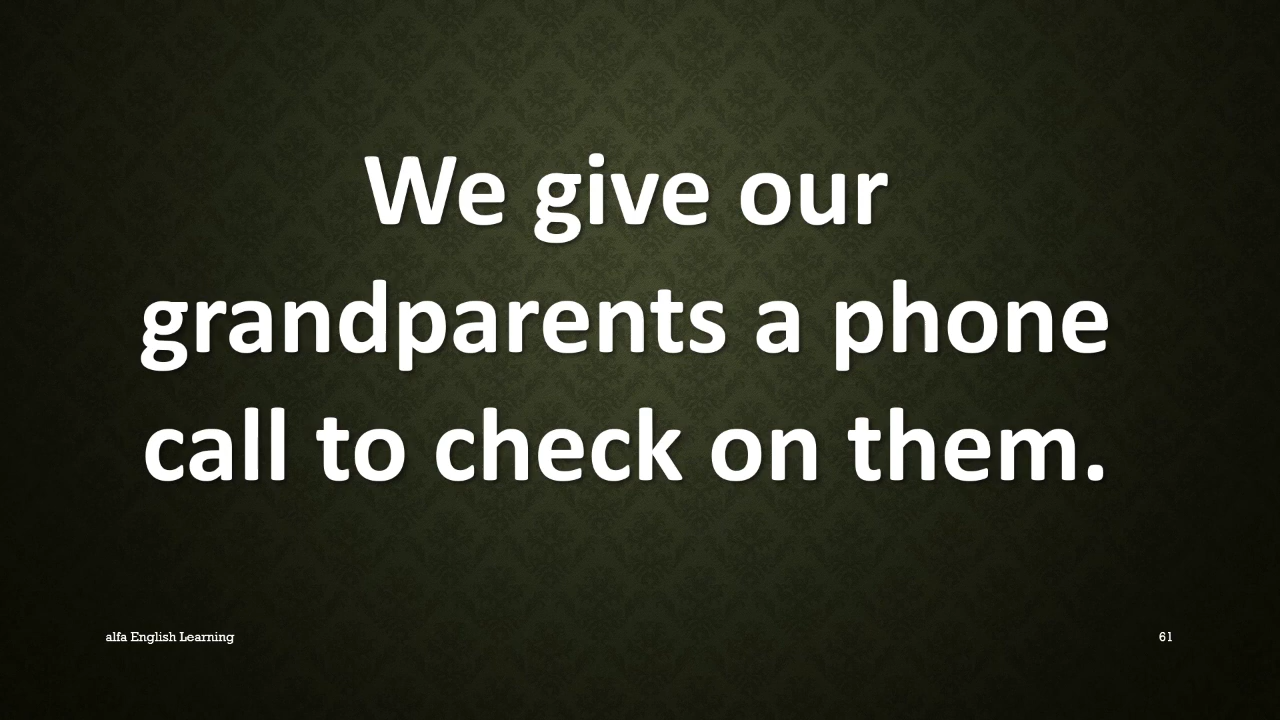 We give our
grandparents a phone
call to check on them.
alfa English Learning
61